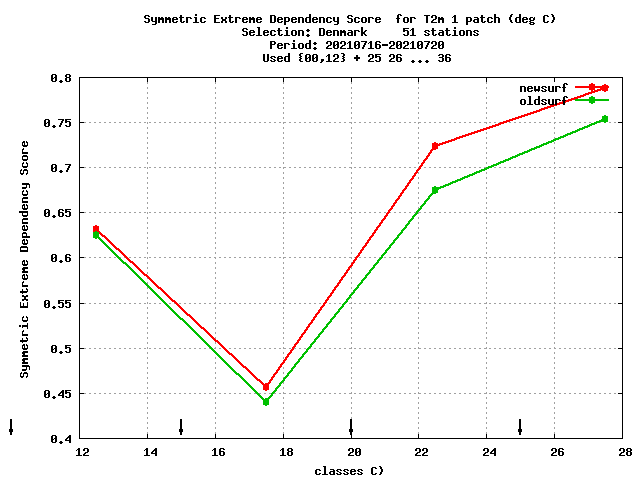 Symmetric Extreme Dependency Score  for T2m 1 patch (deg C)
Selection: Denmark     51 stations
Period: 20210716-20210720
Used {00,12} + 25 26 ... 36
newsurf
oldsurf
Symmetric Extreme Dependency Score
0.8
0.75
0.7
0.65
0.6
0.55
0.5
0.45
0.4
12 14 16 18 20 22 24 26 28
classes C)